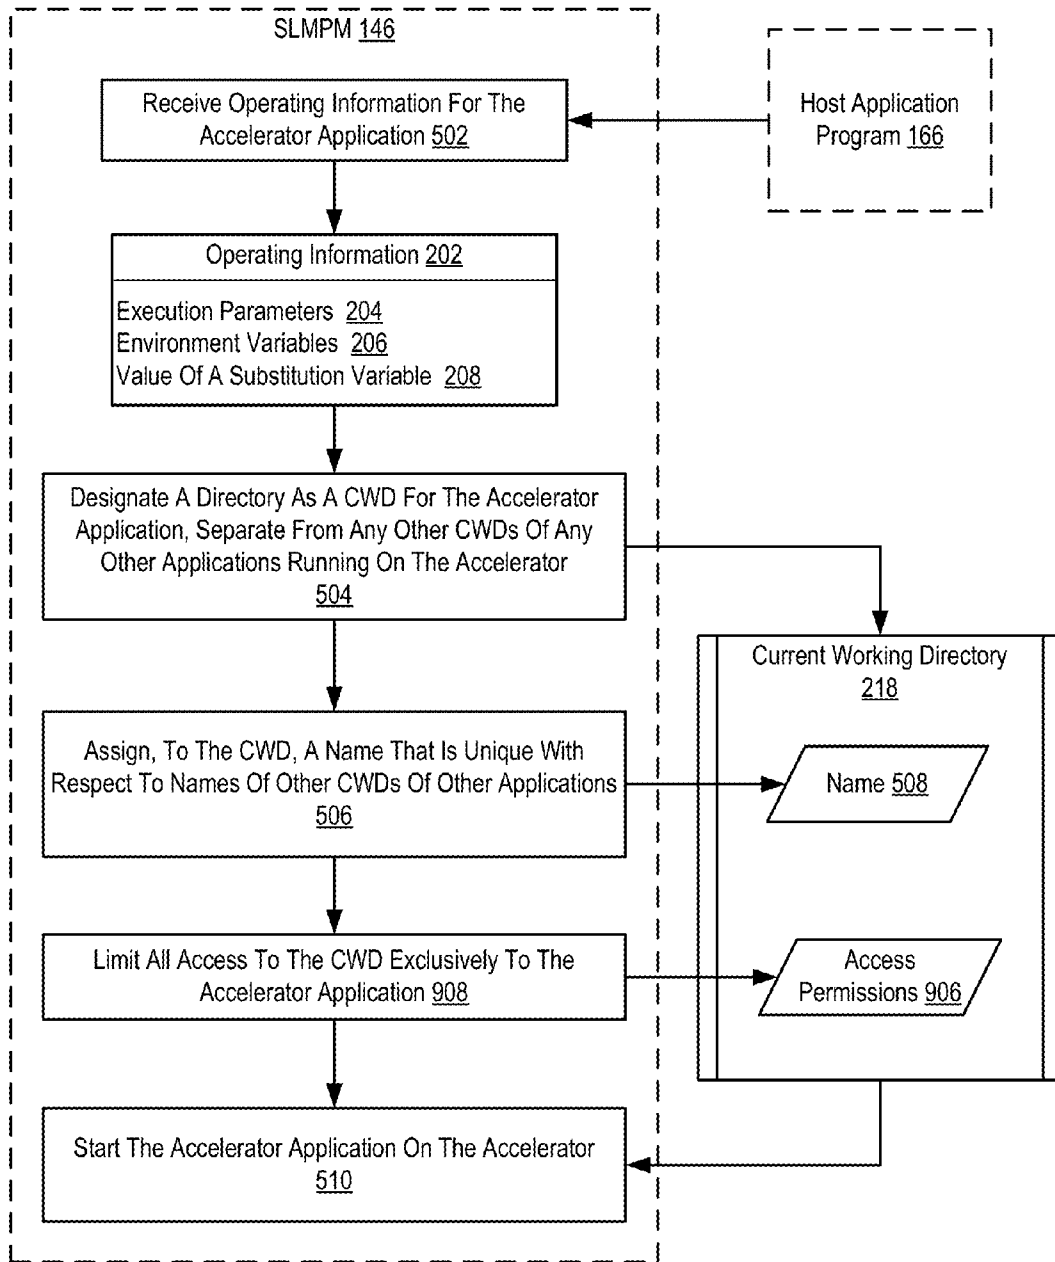 SLMPM 146
Receive Operating Information For The
Accelerator Application 502
Host Application
Program 166
Operating Information 202
Execution Parameters 204
Environment Variables 206
Value Of A Substitution Variable 208
Designate A Directory As A CWD For The Accelerator
Application, Separate From Any Other CWDs Of Any
Other Applications Running On The Accelerator
504
Current Working Directory
218
Assign, To The CWD, A Name That Is Unique With
Respect To Names Of Other CWDs Of Other Applications
506
Name 508
Limit All Access To The CWD Exclusively To The
Accelerator Application 908
Access
Permissions 906
Start The Accelerator Application On The Accelerator
510